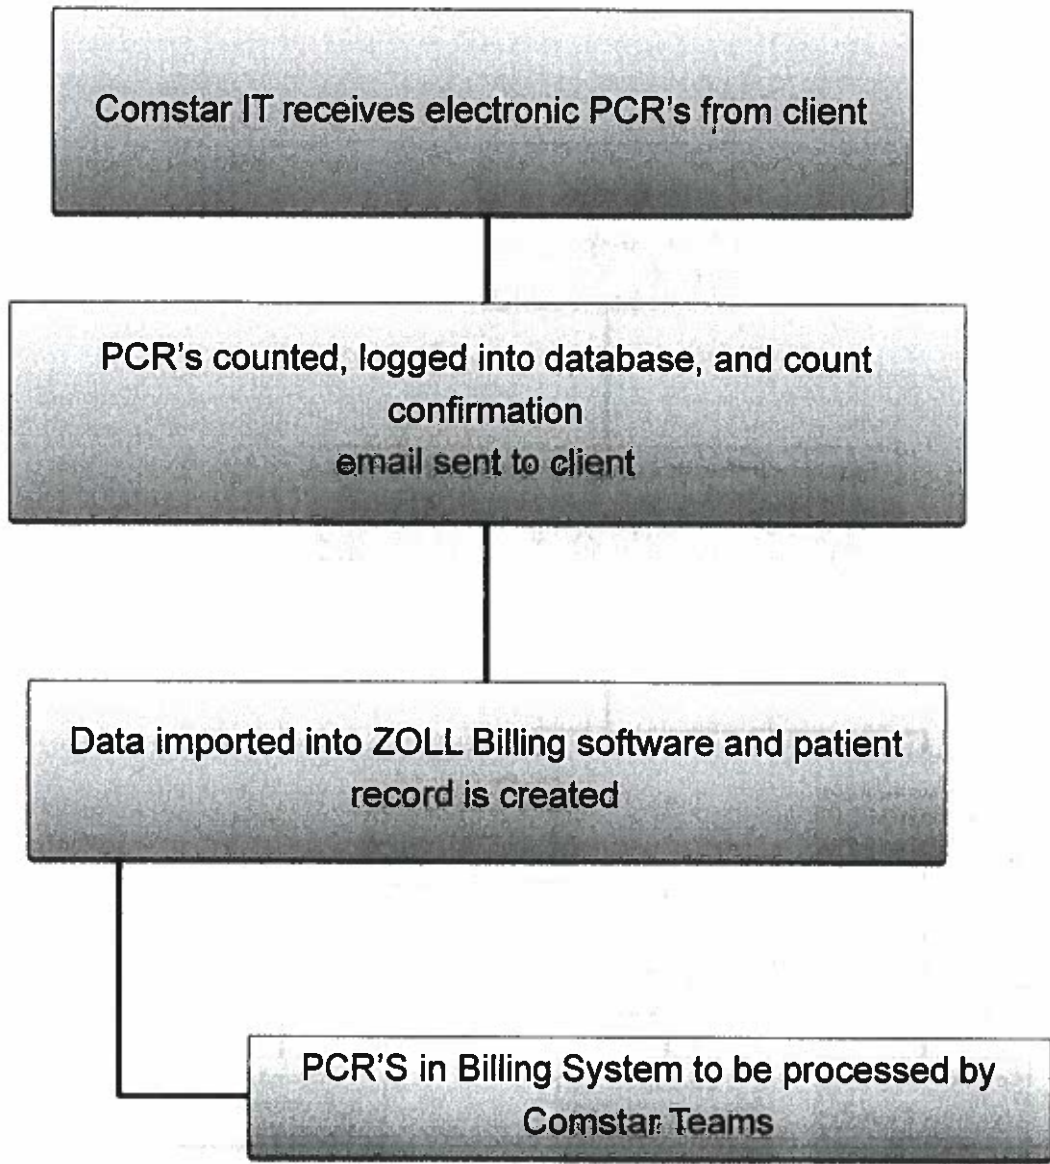 Comstar IT receives electronic PCR's from client
PCR's counted, logged into database, and count
confirmation
email sent to client
Data imported into ZOLL Billing software and patient
record is created
PCR'S in Billing System to be processed by
Comstar Teams